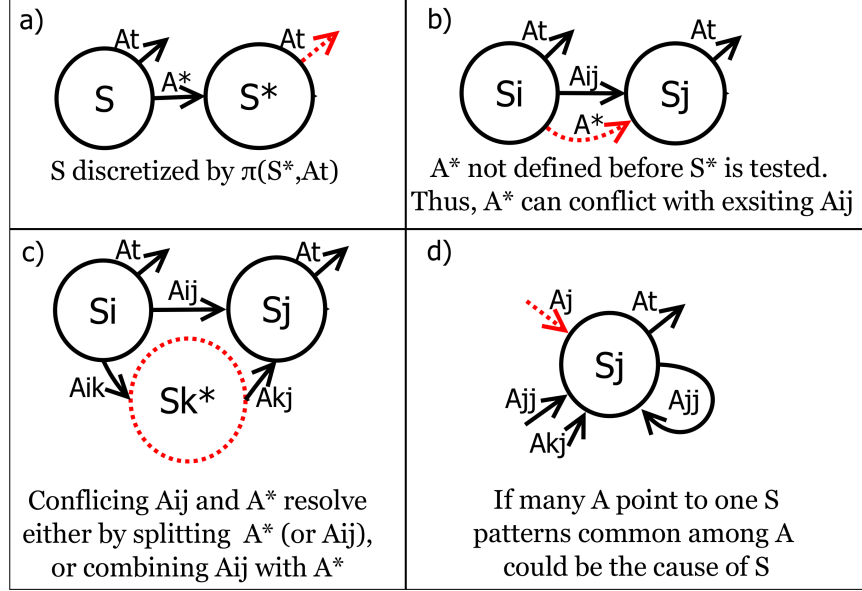 a)
At
At
S
A*
S*
S discretized by π(S*,At)
b)
At
At
Si
Aij
Sj
A*
A* not defined before S* is tested.
Thus, A* can conflict with exsiting Aij
c)
At
At
Si
Aij
Sj
Aik
Sk*
Akj
Conflicing Aij and A* resolve
either by splitting A* (or Aij),
or combining Aij with A*
d)
Aj
At
Sj
Ajj
Ajj
Akj
If many A point to one S
patterns common among A
could be the cause of S